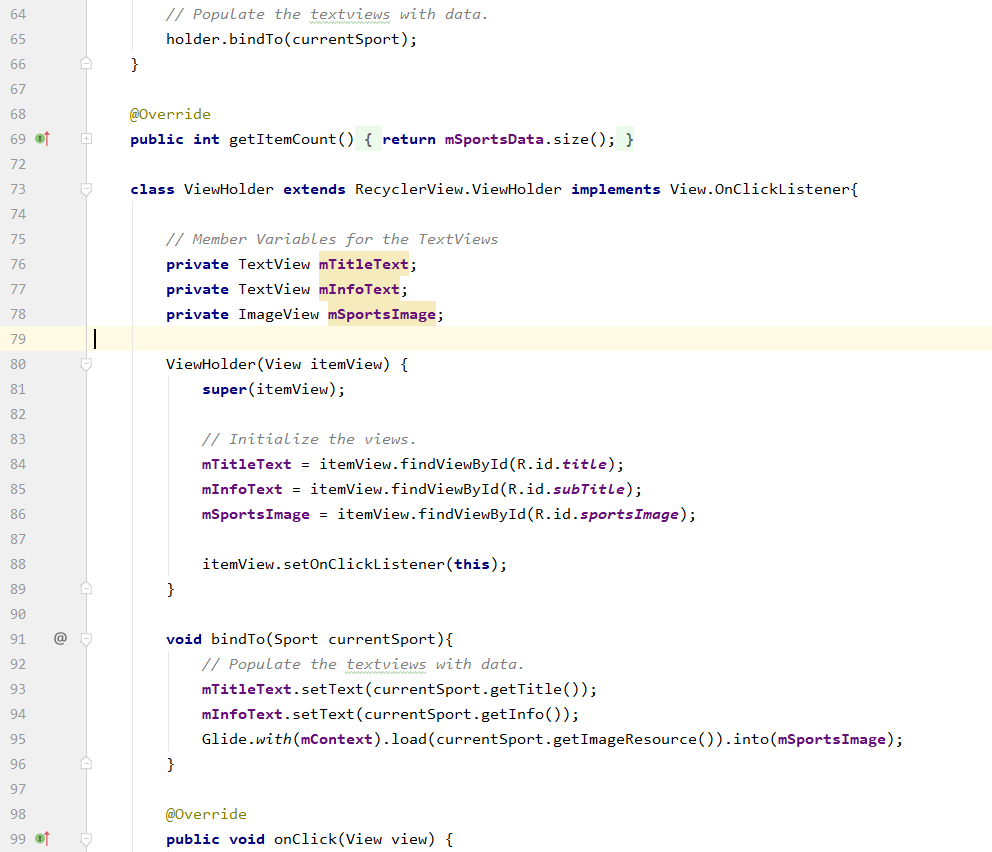 64 // Populate the textviews with data.
65 holder.bindTo(currentSport);
66 }
67
68 @Override
69 public int getItemCount() { return mSportsData.size(); }
72
73 class ViewHolder extends RecyclerView.ViewHolder implements View.OnClickListener{
74
75 // Member Variables for the TextViews
76 private TextView mTitleText;
77 private TextView mInfoText;
78 private ImageView mSportsImage;
79
80 ViewHolder(View itemView) {
81 super(itemView);
82
83 // Initialize the views.
84 mTitleText = itemView.findViewById(R.id.title);
85 mInfoText = itemView.findViewById(R.id.subTitle);
86 mSportsImage = itemView.findViewById(R.id.sportsImage);
87
88 itemView.setOnClickListener(this);
89 }
90
91 @ void bindTo(Sport currentSport){
92 // Populate the textviews with data.
93 mTitleText.setText(currentSport.getTitle());
94 mInfoText.setText(currentSport.getInfo());
95 Glide.with(mContext).load(currentSport.getImageResource()).into(mSportsImage);
96 }
97
98 @Override
99 public void onClick(View view) {